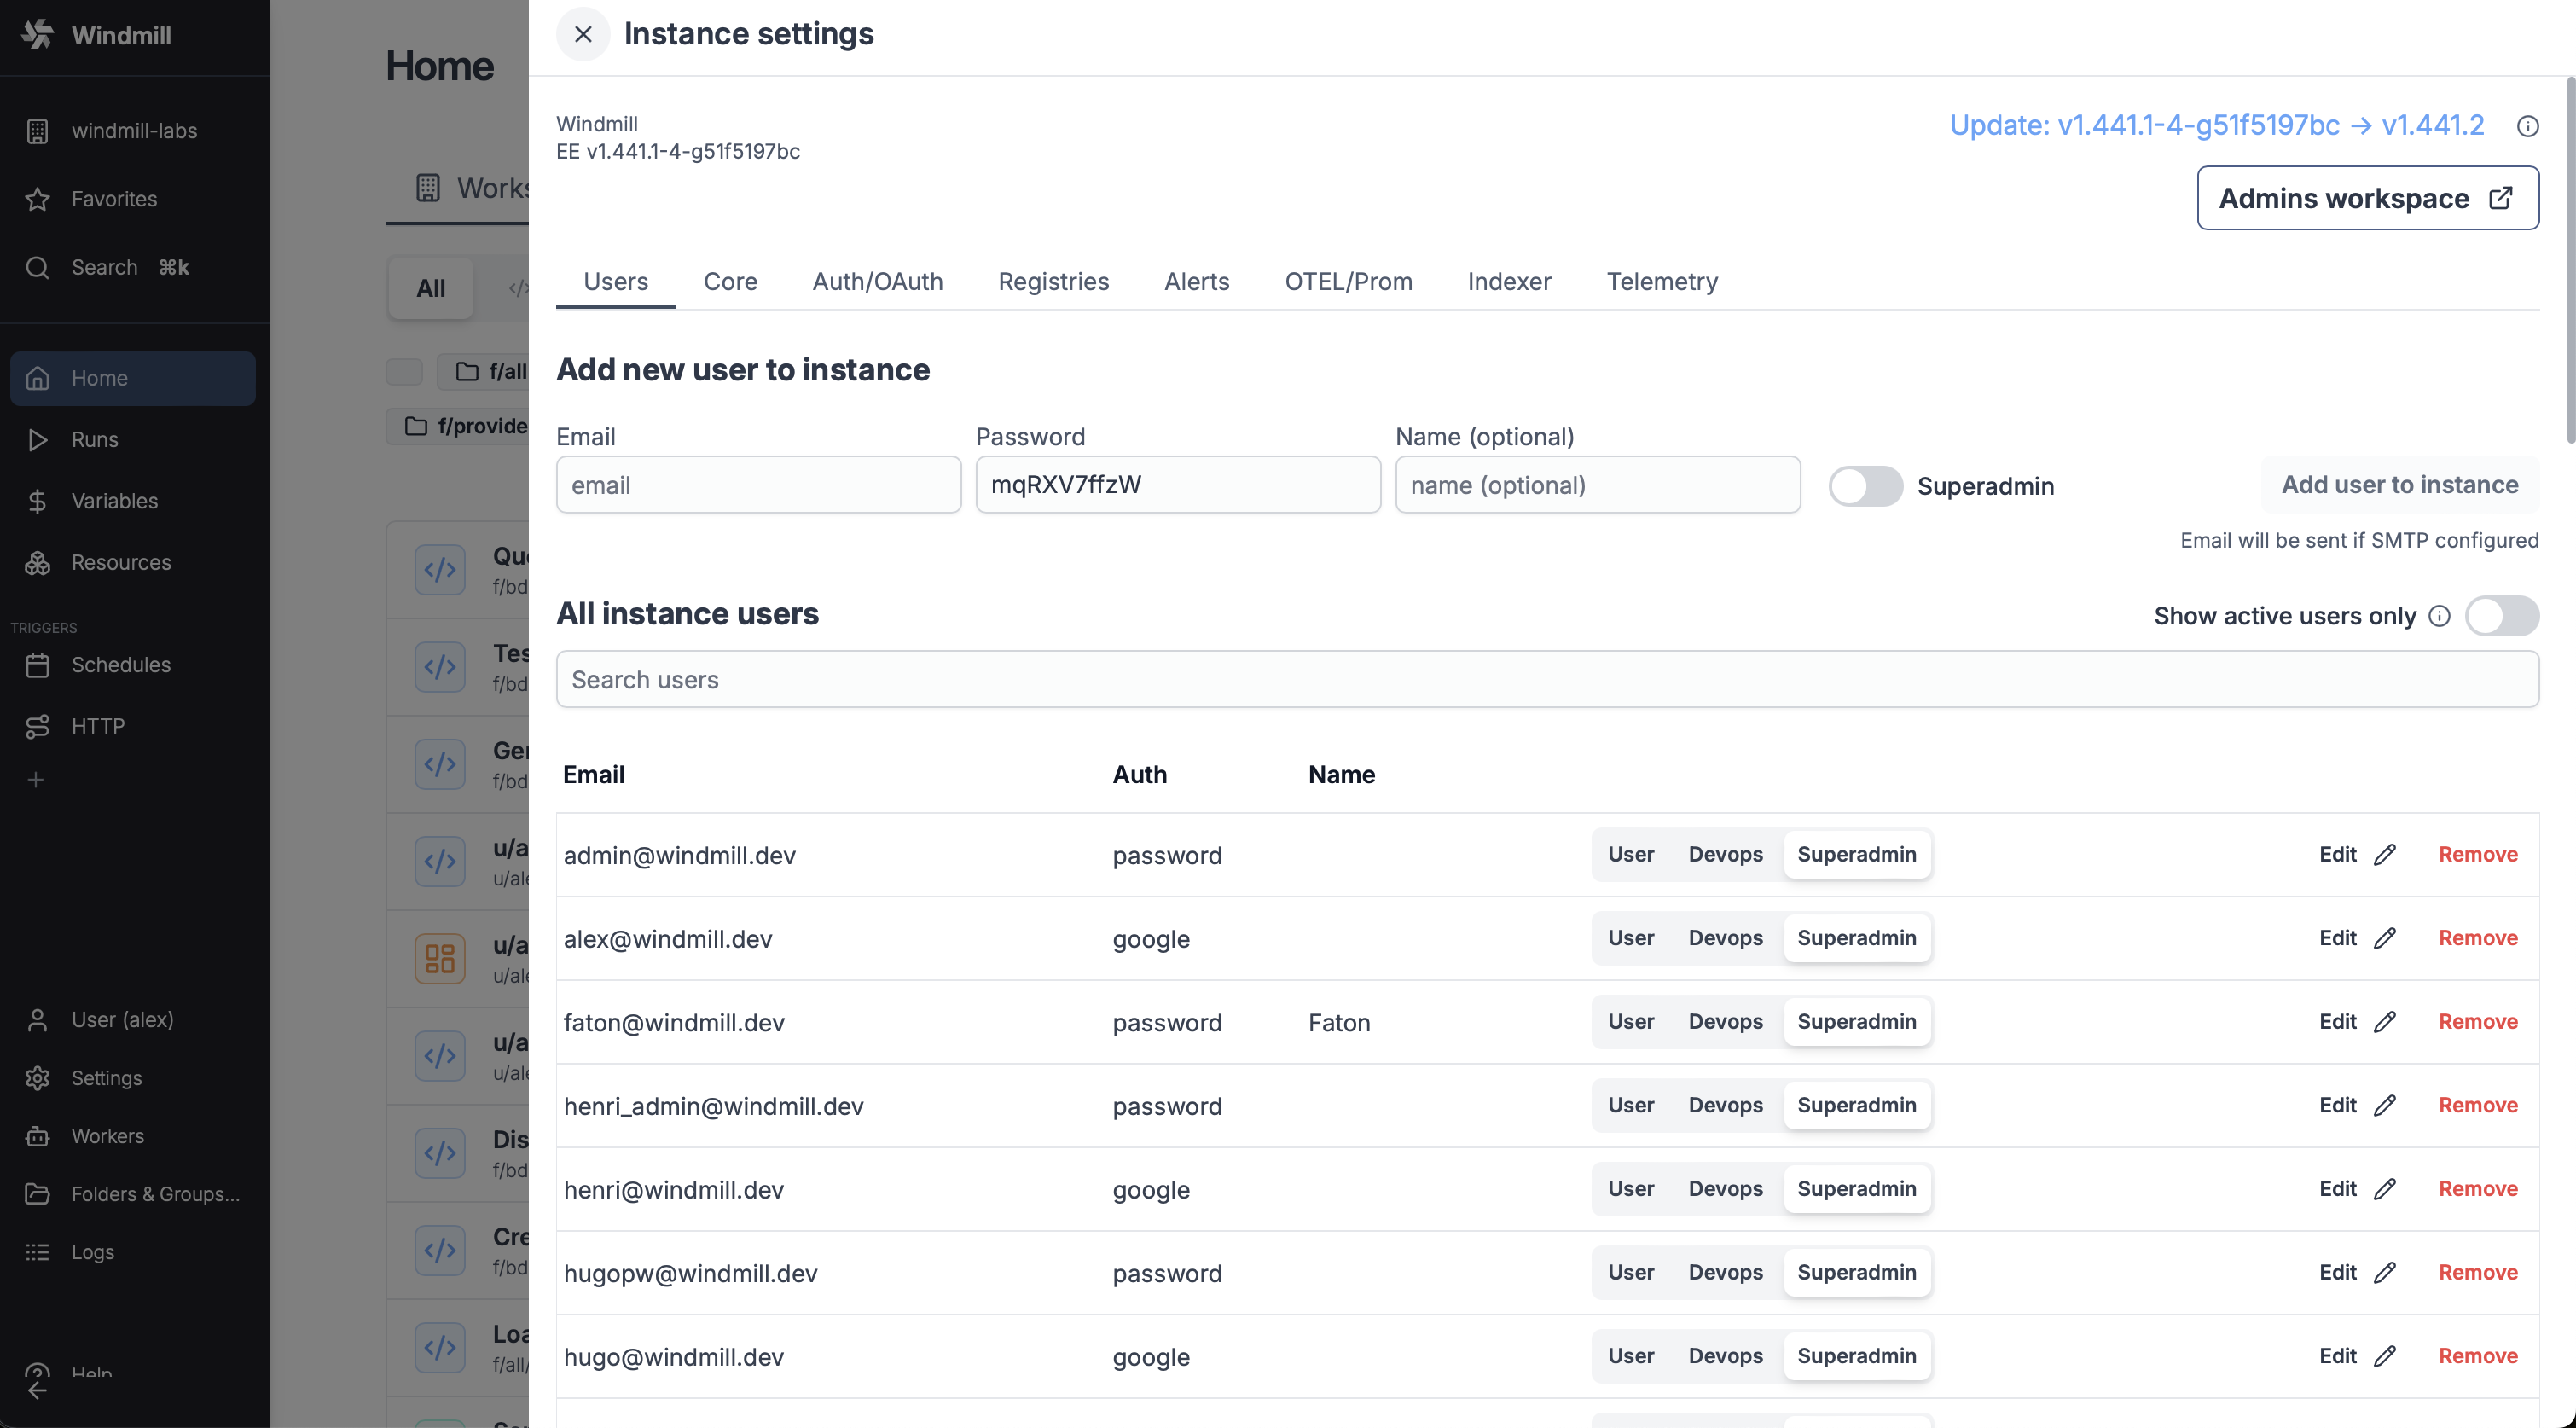 Windmill
windmill-labs
Favorites
Search ⌘k
Home
Runs
Variables
Resources
TRIGGERS
Schedules
HTTP
User (alex)
Settings
Workers
Folders & Groups...
Logs
Help
Home
Works
All
f/all
f/provide
Que
f/bd
Tes
f/bd
Ger
f/bd
u/a
u/ale
u/a
u/ale
u/a
u/ale
Dis
f/bd
Cre
f/bd
Loa
f/all/
Instance settings
Windmill
EE v1.441.1-4-g51f5197bc
Update: v1.441.1-4-g51f5197bc → v1.441.2
Admins workspace
Users Core Auth/OAuth Registries Alerts OTEL/Prom Indexer Telemetry
Add new user to instance
Email Password Name (optional)
email mqRXV7ffzW name (optional) Superadmin Add user to instance
Email will be sent if SMTP configured
All instance users Show active users only
Search users
Email Auth Name
admin@windmill.dev password User Devops Superadmin Edit Remove
alex@windmill.dev google User Devops Superadmin Edit Remove
faton@windmill.dev password Faton User Devops Superadmin Edit Remove
henri_admin@windmill.dev password User Devops Superadmin Edit Remove
henri@windmill.dev google User Devops Superadmin Edit Remove
hugopw@windmill.dev password User Devops Superadmin Edit Remove
hugo@windmill.dev google User Devops Superadmin Edit Remove